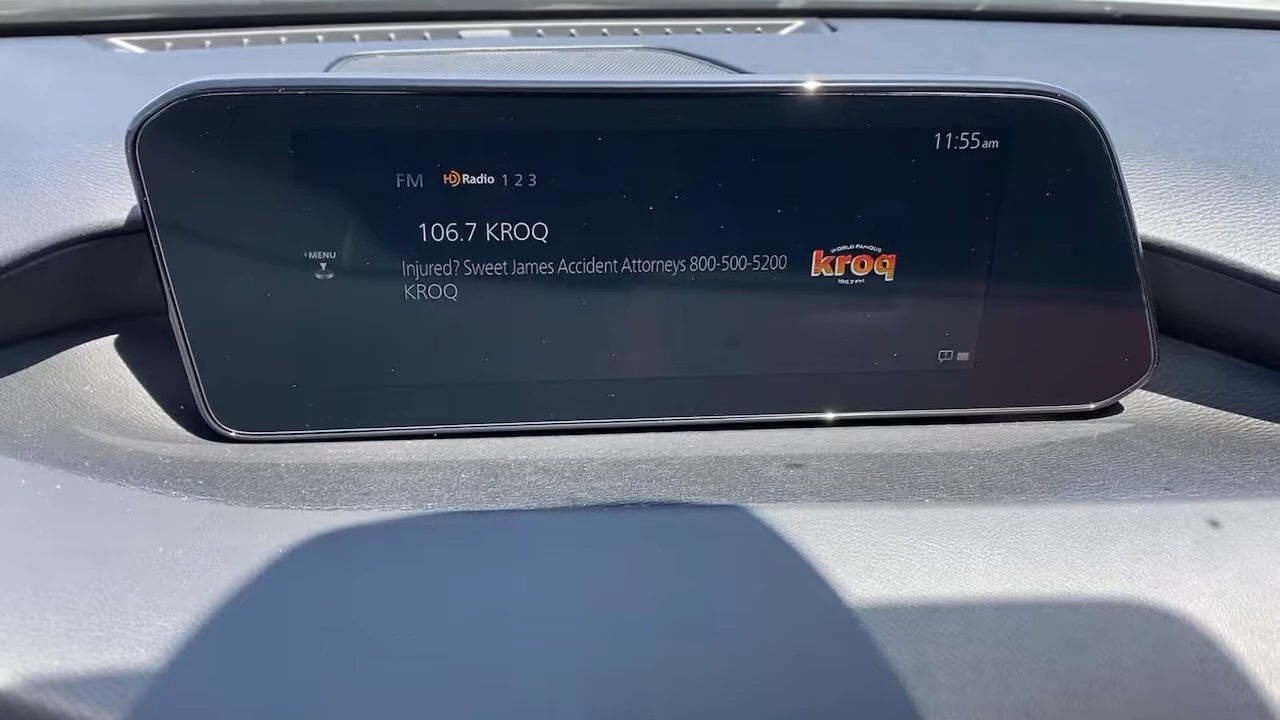 11:55am
FM HD Radio 1 2 3
106.7 KROQ
MENU
Injured? Sweet James Accident Attorneys 800-500-5200
KROQ
WORLD FAMOUS
kroq
106.7 FM